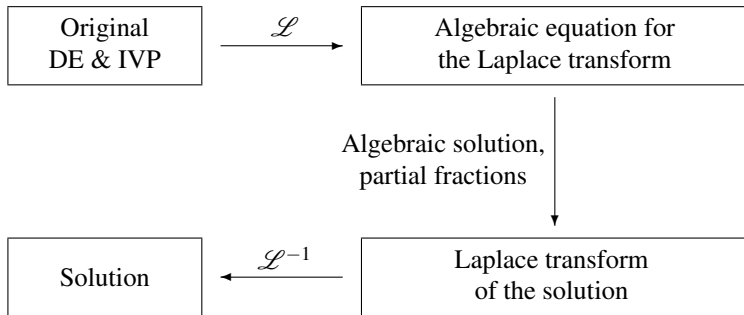 Original
DE & IVP
ℒ
Algebraic equation for
the Laplace transform
Algebraic solution,
partial fractions
Solution
ℒ⁻¹
Laplace transform
of the solution